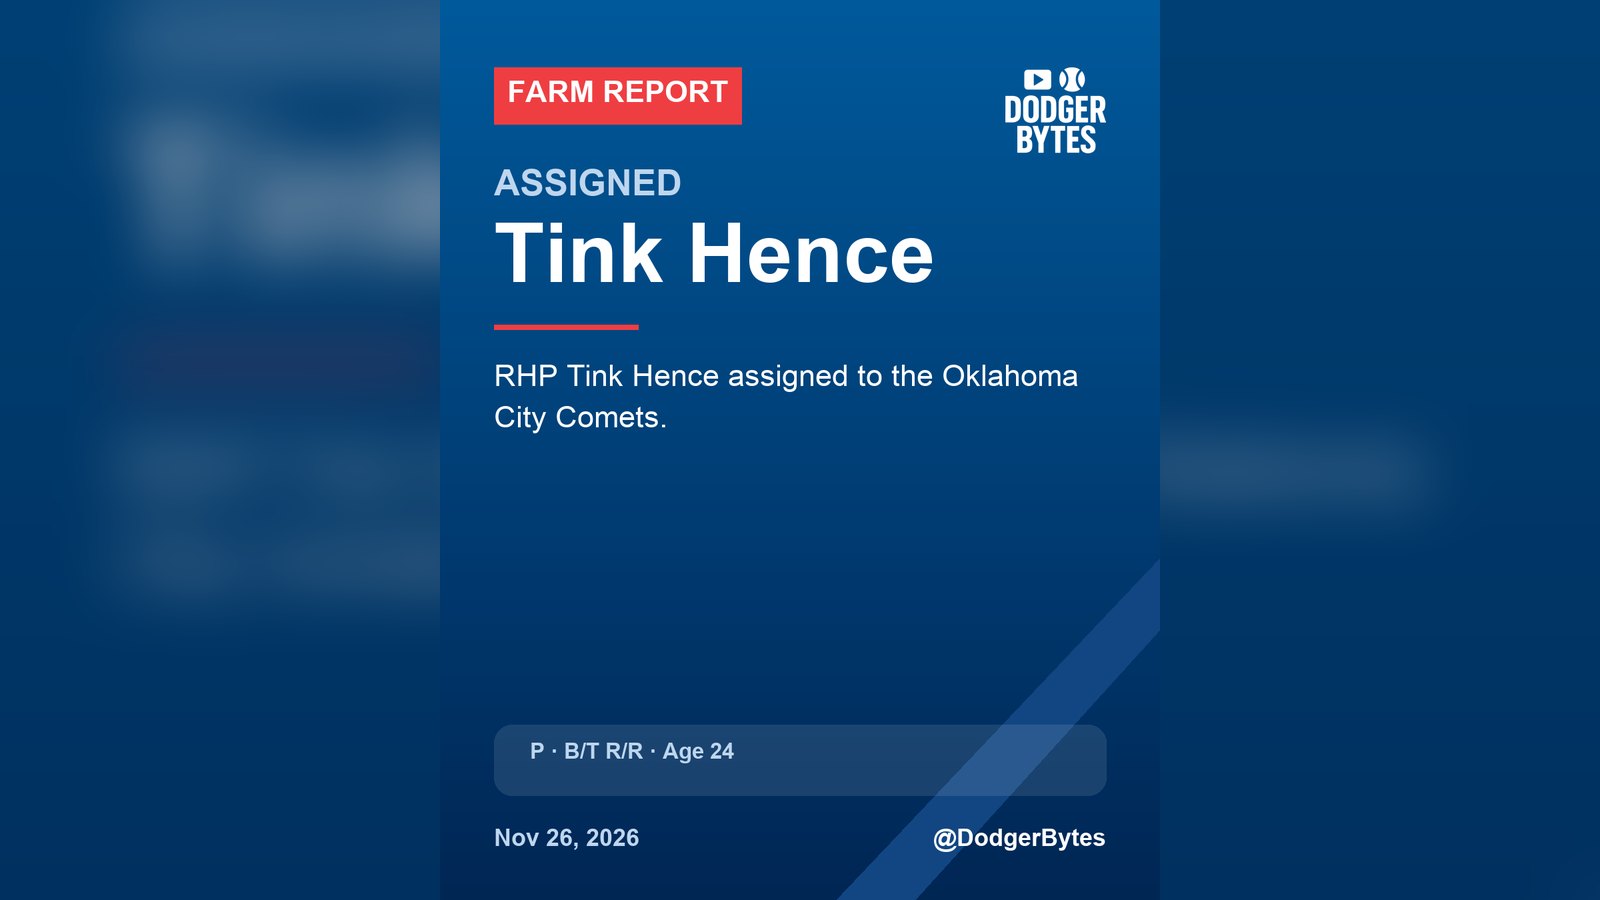 FARM REPORT
DODGER
BYTES
ASSIGNED
Tink Hence
RHP Tink Hence assigned to the Oklahoma
City Comets.
P · B/T R/R · Age 24
Nov 26, 2026
@DodgerBytes